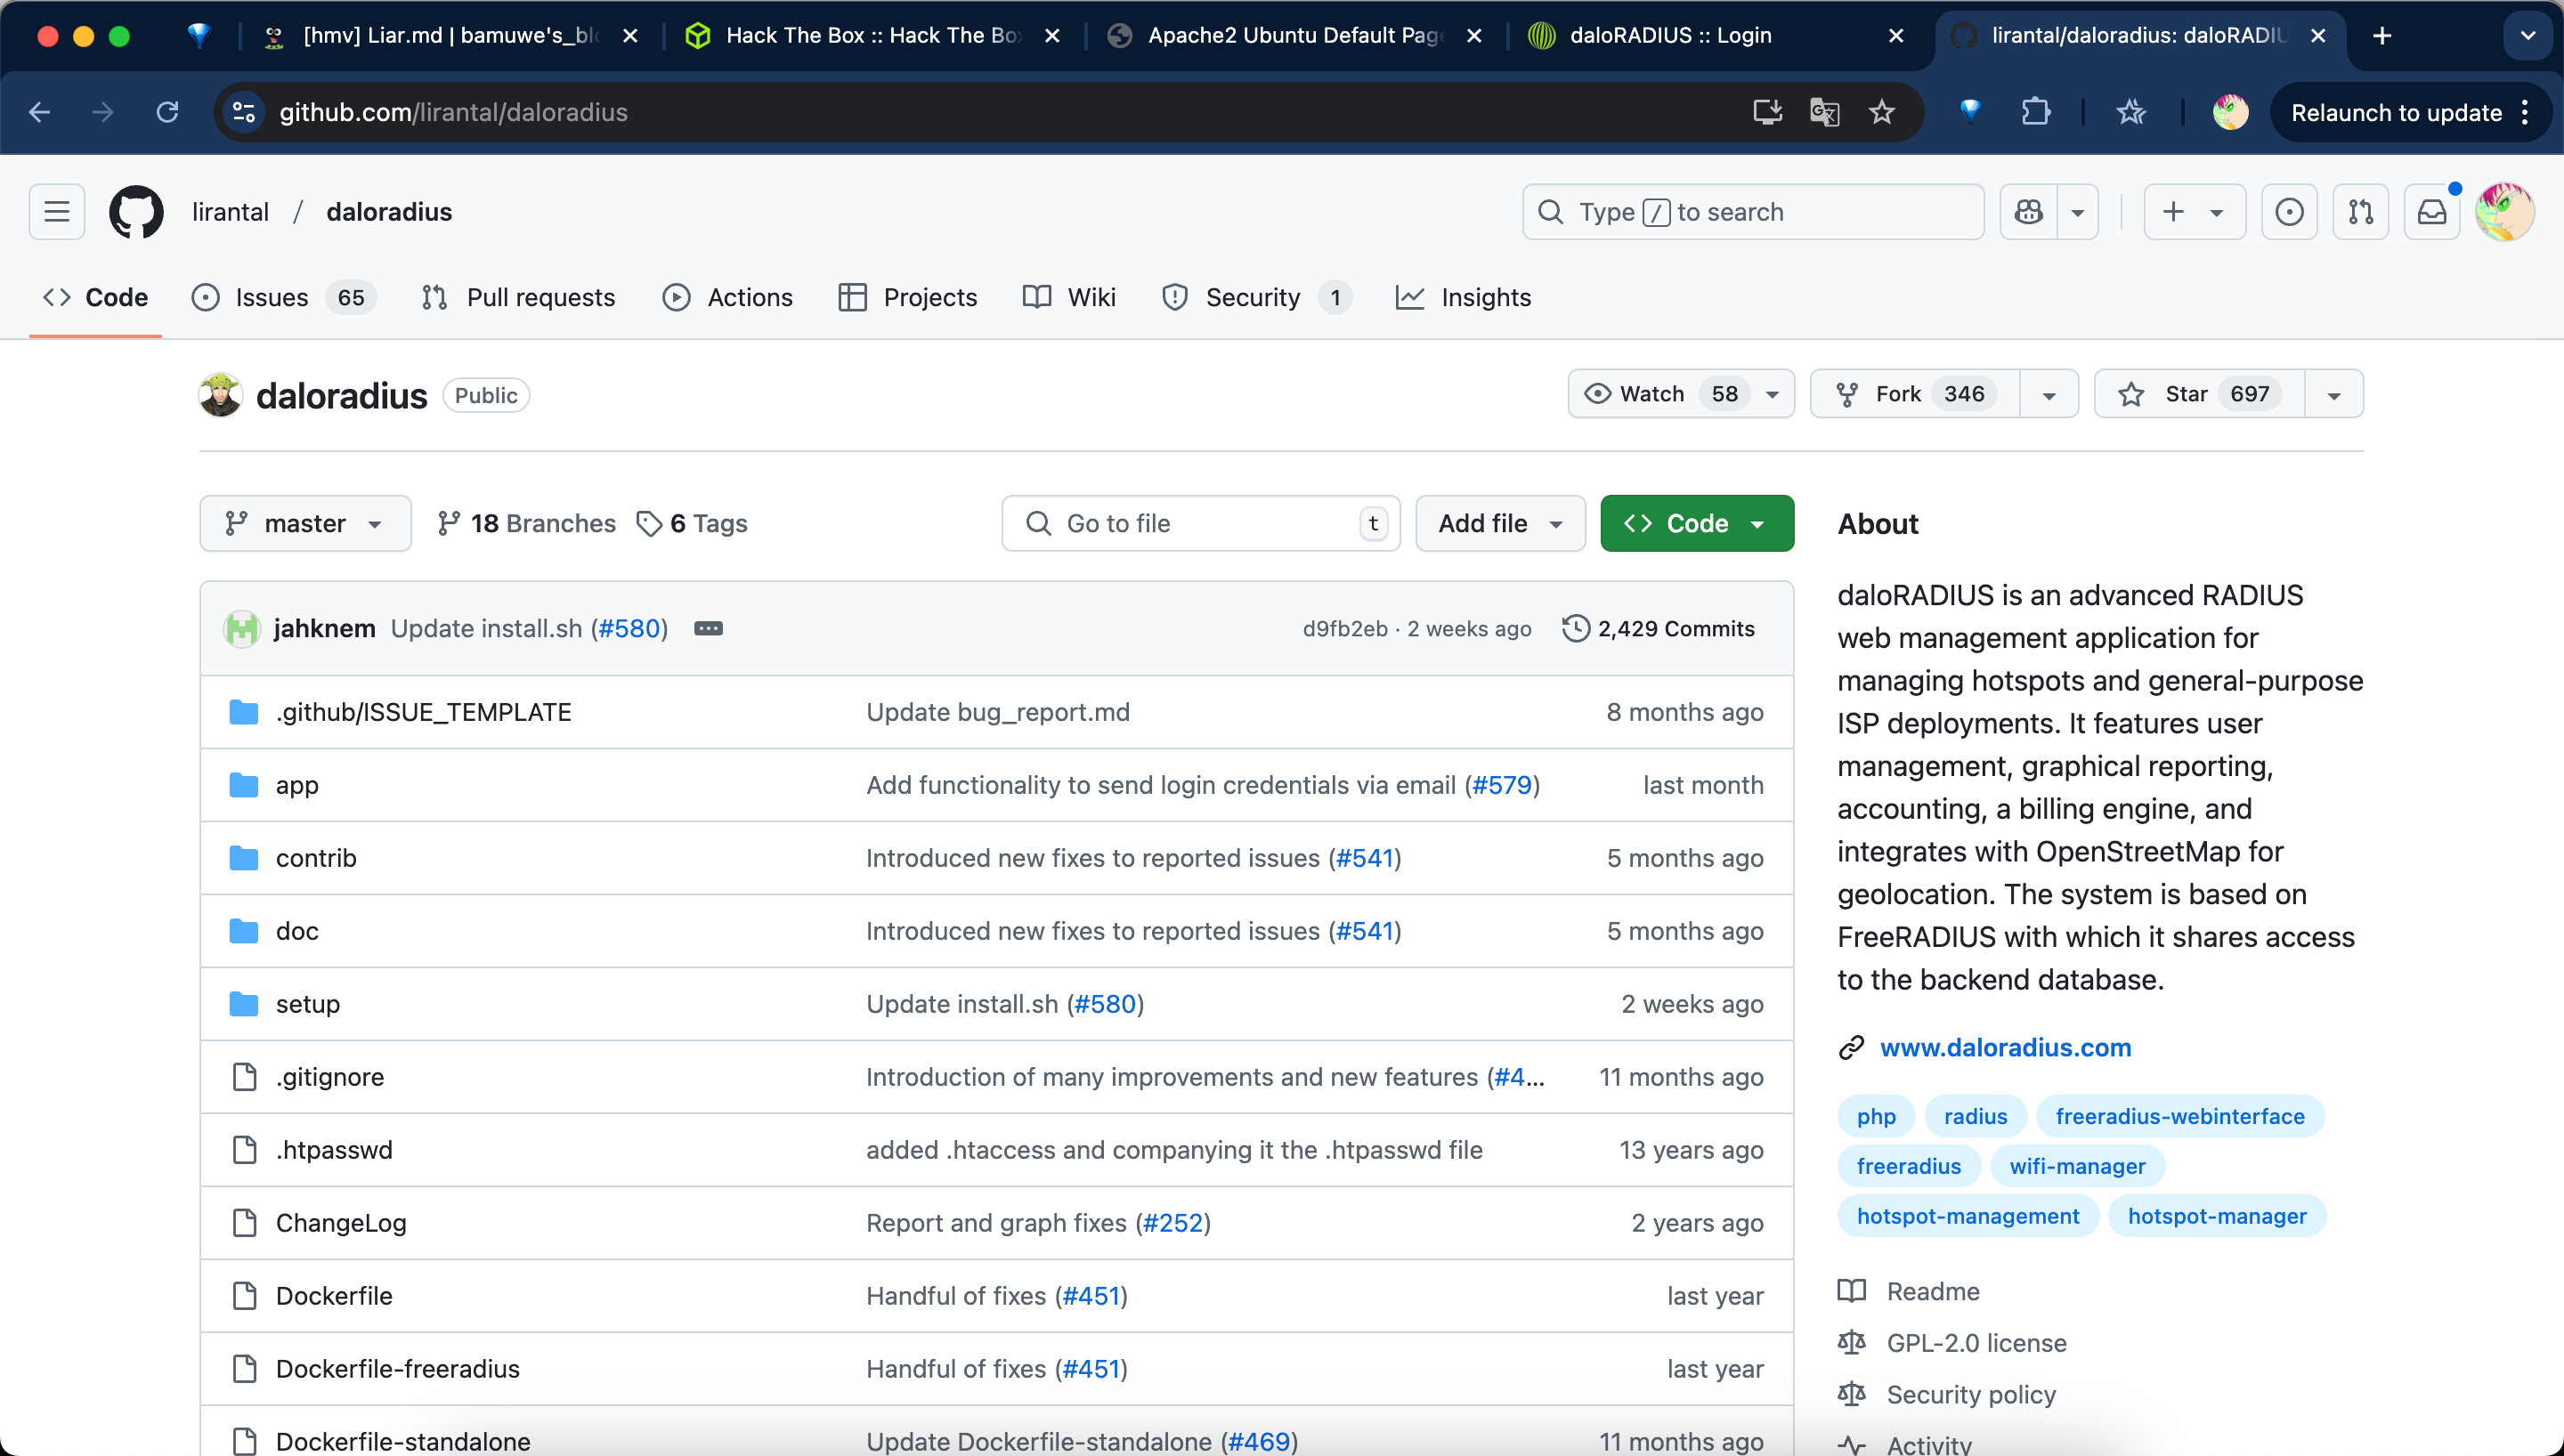 [hmv] Liar.md | bamuwe's_blo
Hack The Box :: Hack The Box
Apache2 Ubuntu Default Page
daloRADIUS :: Login
lirantal/daloradius: daloRADIU
github.com/lirantal/daloradius
Relaunch to update
lirantal / daloradius
Type / to search
Code
Issues 65
Pull requests
Actions
Projects
Wiki
Security 1
Insights
daloradius Public
Watch 58
Fork 346
Star 697
master
18 Branches
6 Tags
Go to file t
Add file
Code
jahknem Update install.sh (#580)
d9fb2eb · 2 weeks ago
2,429 Commits
.github/ISSUE_TEMPLATE Update bug_report.md 8 months ago
app Add functionality to send login credentials via email (#579) last month
contrib Introduced new fixes to reported issues (#541) 5 months ago
doc Introduced new fixes to reported issues (#541) 5 months ago
setup Update install.sh (#580) 2 weeks ago
.gitignore Introduction of many improvements and new features (#4... 11 months ago
.htpasswd added .htaccess and companying it the .htpasswd file 13 years ago
ChangeLog Report and graph fixes (#252) 2 years ago
Dockerfile Handful of fixes (#451) last year
Dockerfile-freeradius Handful of fixes (#451) last year
Dockerfile-standalone Update Dockerfile-standalone (#469) 11 months ago
About
daloRADIUS is an advanced RADIUS
web management application for
managing hotspots and general-purpose
ISP deployments. It features user
management, graphical reporting,
accounting, a billing engine, and
integrates with OpenStreetMap for
geolocation. The system is based on
FreeRADIUS with which it shares access
to the backend database.
www.daloradius.com
php radius freeradius-webinterface
freeradius wifi-manager
hotspot-management hotspot-manager
Readme
GPL-2.0 license
Security policy
Activity